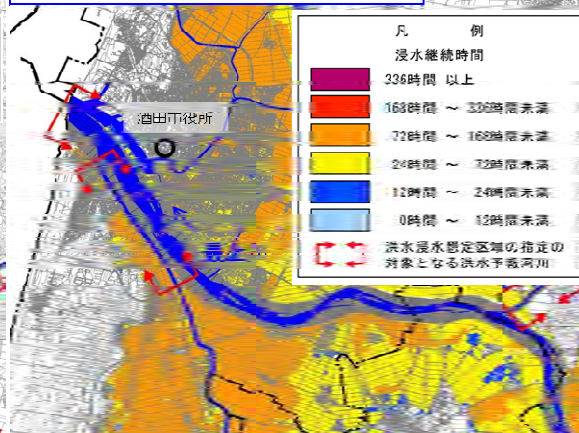 凡 例
浸水継続時間
336時間 以上
168時間 ～ 336時間未満
72時間 ～ 168時間未満
24時間 ～ 72時間未満
12時間 ～ 24時間未満
0時間 ～ 12時間未満
洪水浸水想定区域の指定の
対象となる洪水予報河川
酒田市役所